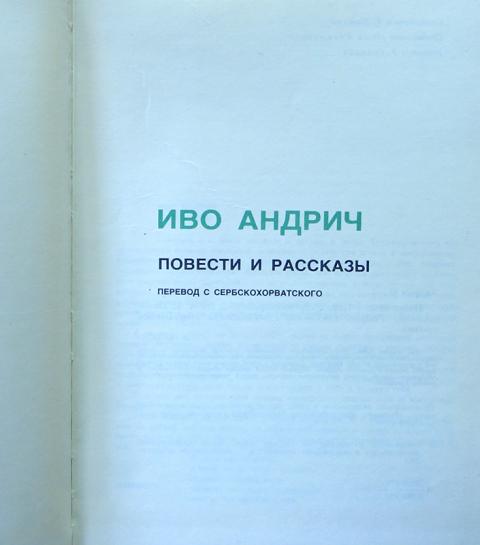 ИВО АНДРИЧ
ПОВЕСТИ И РАССКАЗЫ
ПЕРЕВОД С СЕРБСКОХОРВАТСКОГО